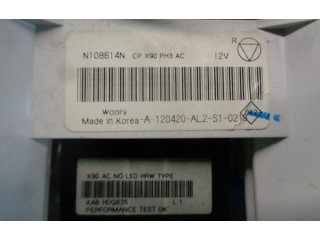 N108614N CP X90 PH3 AC 12V R
Woory
Made in Korea-A-120420-AL2-S1-021
X90 AC NO LED HRW TYPE
XAB HDQ635 L-1
PERFORMANCE TEST OK